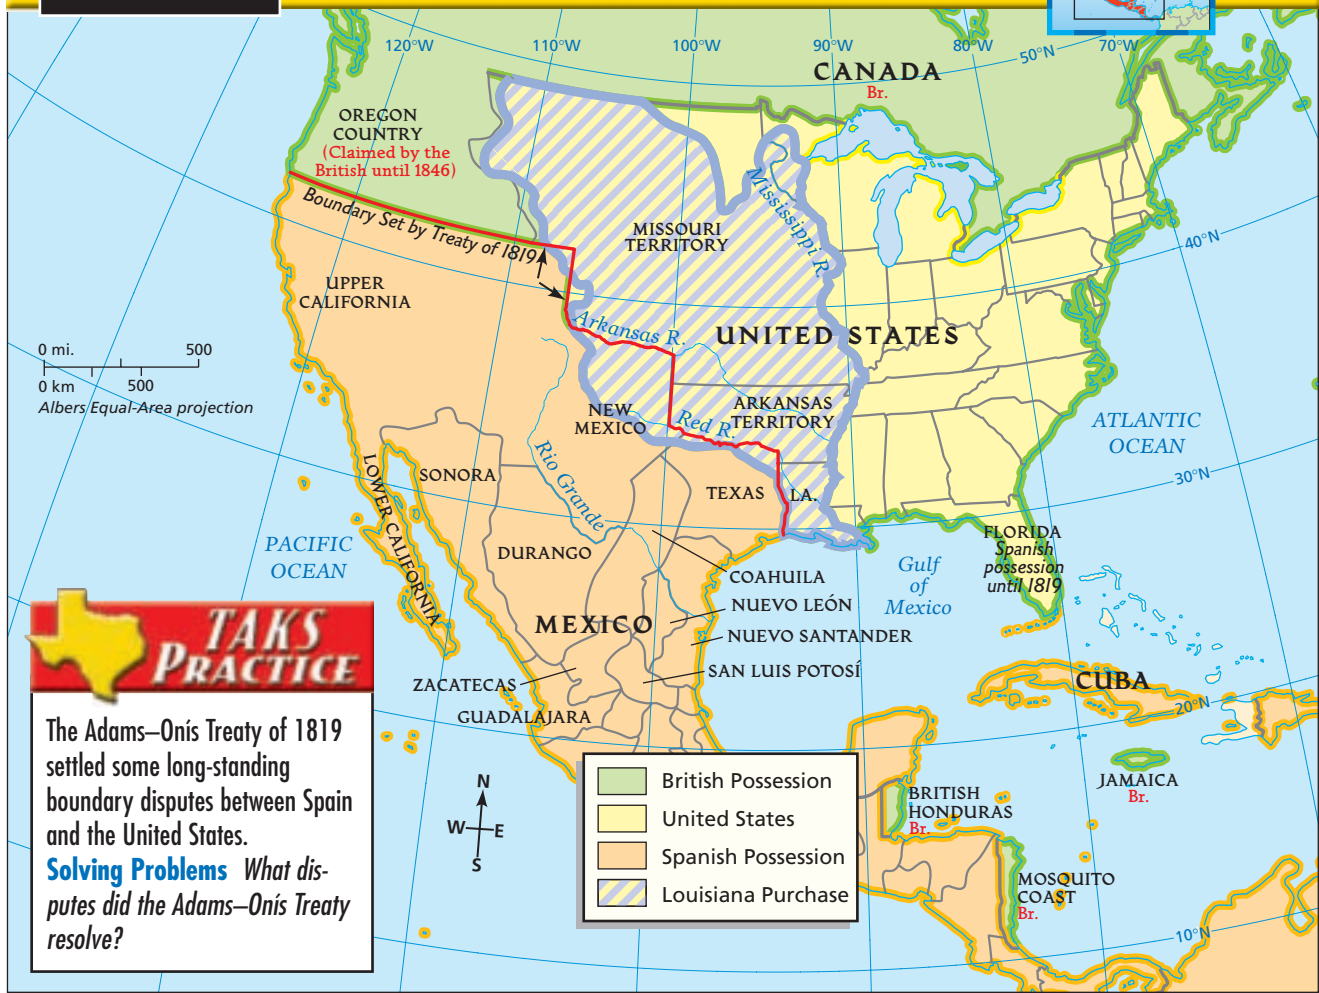 120°W
110°W
100°W
90°W
80°W
70°W
50°N
CANADA
Br.
OREGON
COUNTRY
(Claimed by the
British until 1846)
Boundary Set by Treaty of 1819
Mississippi R.
MISSOURI
TERRITORY
40°N
UPPER
CALIFORNIA
Arkansas R.
UNITED STATES
0 mi.
500
0 km
500
Albers Equal-Area projection
NEW
MEXICO
Red R.
ARKANSAS
TERRITORY
ATLANTIC
OCEAN
30°N
LOWER CALIFORNIA
SONORA
Rio Grande
TEXAS
LA.
PACIFIC
OCEAN
DURANGO
FLORIDA
Spanish
possession
until 1819
Gulf
of
Mexico
COAHUILA
NUEVO LEÓN
MEXICO
NUEVO SANTANDER
SAN LUIS POTOSÍ
ZACATECAS
GUADALAJARA
CUBA
20°N
JAMAICA
Br.
BRITISH
HONDURAS
Br.
MOSQUITO
COAST
Br.
10°N
N
W
E
S
British Possession
United States
Spanish Possession
Louisiana Purchase
TAKS
PRACTICE
The Adams–Onís Treaty of 1819
settled some long-standing
boundary disputes between Spain
and the United States.
Solving Problems What dis-
putes did the Adams–Onís Treaty
resolve?